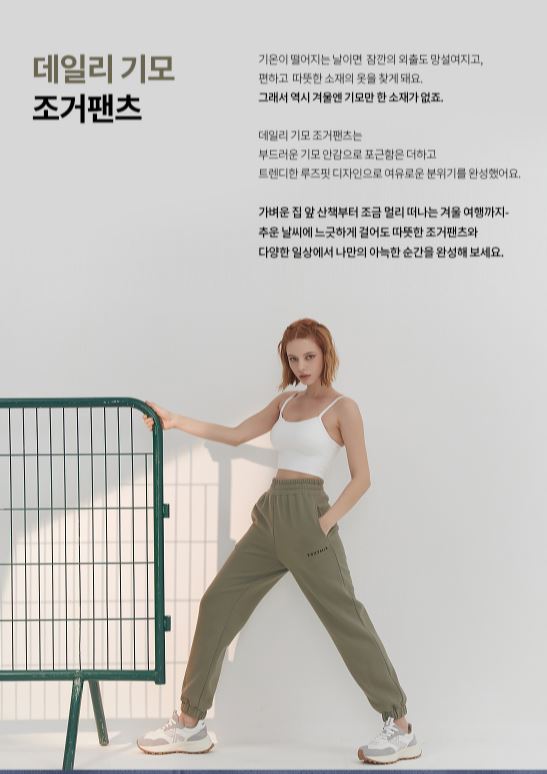 데일리 기모
조거팬츠
기온이 떨어지는 날이면 잠깐의 외출도 망설여지고,
편하고 따뜻한 소재의 옷을 찾게 돼요.
그래서 역시 겨울엔 기모만 한 소재가 없죠.
데일리 기모 조거팬츠는
부드러운 기모 안감으로 포근함은 더하고
트렌디한 루즈핏 디자인으로 여유로운 분위기를 완성했어요.
가벼운 집 앞 산책부터 조금 멀리 떠나는 겨울 여행까지-
추운 날씨에 느긋하게 걸어도 따뜻한 조거팬츠와
다양한 일상에서 나만의 아늑한 순간을 완성해 보세요.